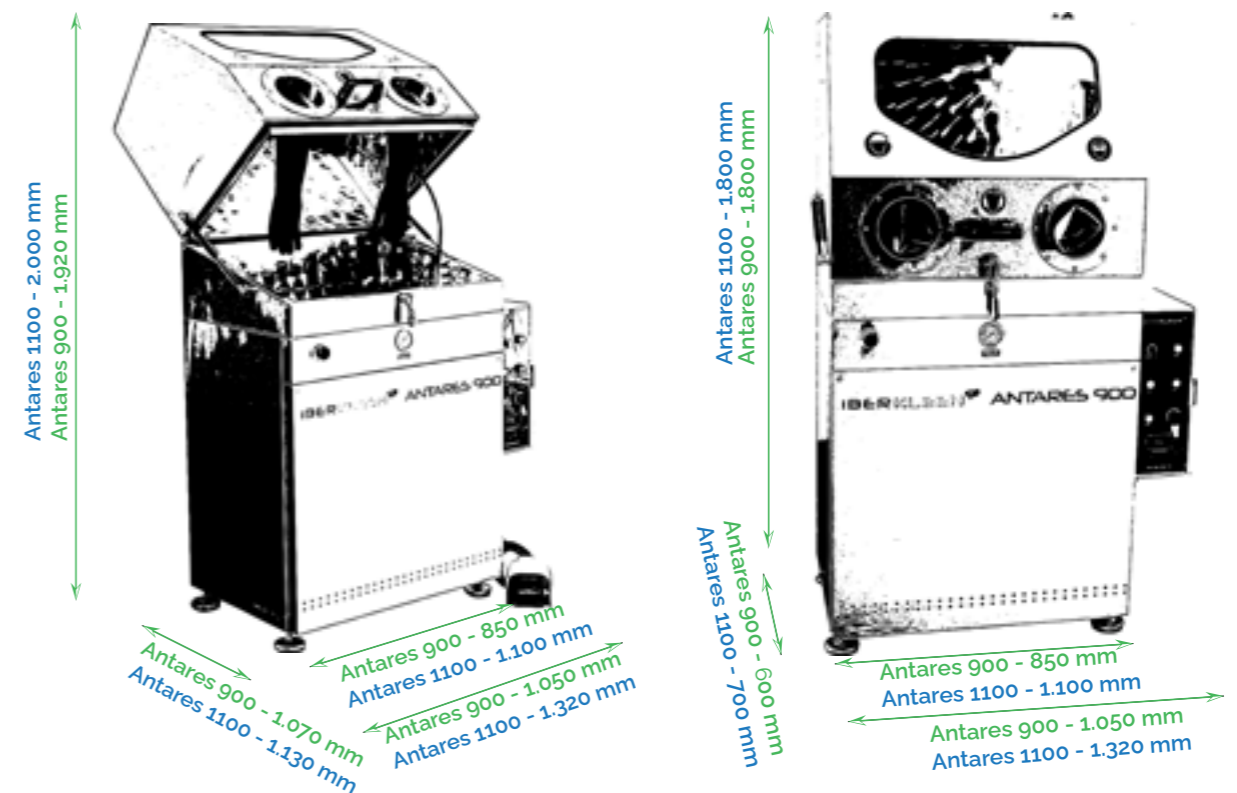 Antares 1100 - 2.000 mm
Antares 900 - 1.920 mm
IBERKLEEN ANTARES 900
Antares 900 - 1.070 mm
Antares 1100 - 1.130 mm
Antares 900 - 850 mm
Antares 1100 - 1.100 mm
Antares 900 - 1.050 mm
Antares 1100 - 1.320 mm
Antares 1100 - 1.800 mm
Antares 900 - 1.800 mm
IBERKLEEN ANTARES 900
Antares 900 - 600 mm
Antares 1100 - 700 mm
Antares 900 - 850 mm
Antares 1100 - 1.100 mm
Antares 900 - 1.050 mm
Antares 1100 - 1.320 mm